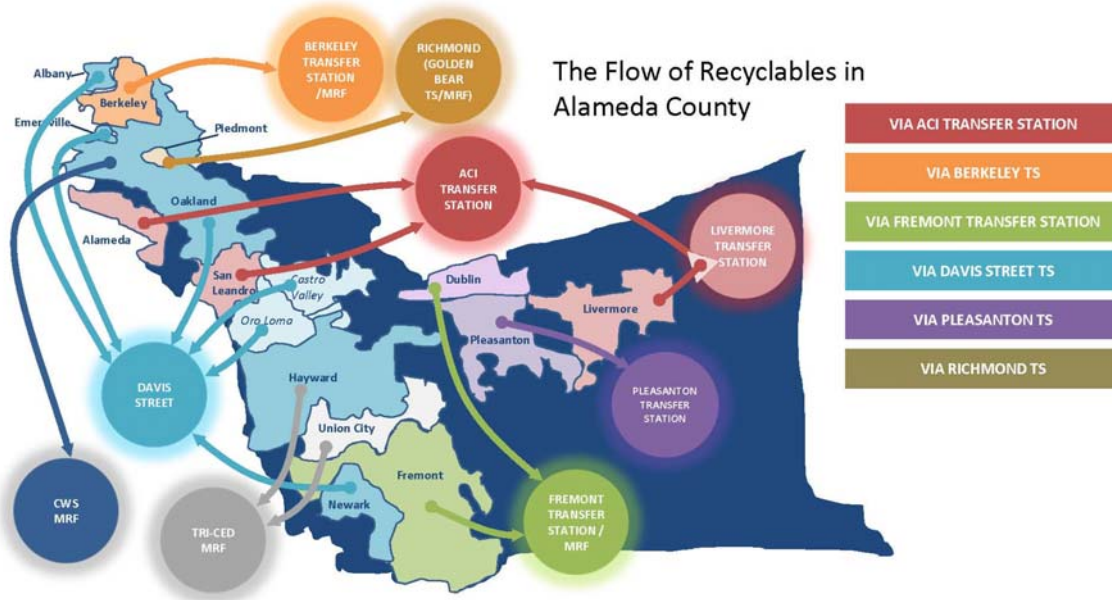 The Flow of Recyclables in
Alameda County
BERKELEY
TRANSFER
STATION
/MRF
RICHMOND
(GOLDEN
BEAR
TS/MRF)
Albany
Berkeley
Emeryville
Piedmont
ACI
TRANSFER
STATION
Oakland
Alameda
San
Leandro
Castro
Valley
Oro Loma
Dublin
LIVERMORE
TRANSFER
STATION
Livermore
Pleasanton
Hayward
DAVIS
STREET
PLEASANTON
TRANSFER
STATION
Union City
Fremont
Newark
CWS
MRF
TRI-CED
MRF
FREMONT
TRANSFER
STATION /
MRF
VIA ACI TRANSFER STATION
VIA BERKELEY TS
VIA FREMONT TRANSFER STATION
VIA DAVIS STREET TS
VIA PLEASANTON TS
VIA RICHMOND TS